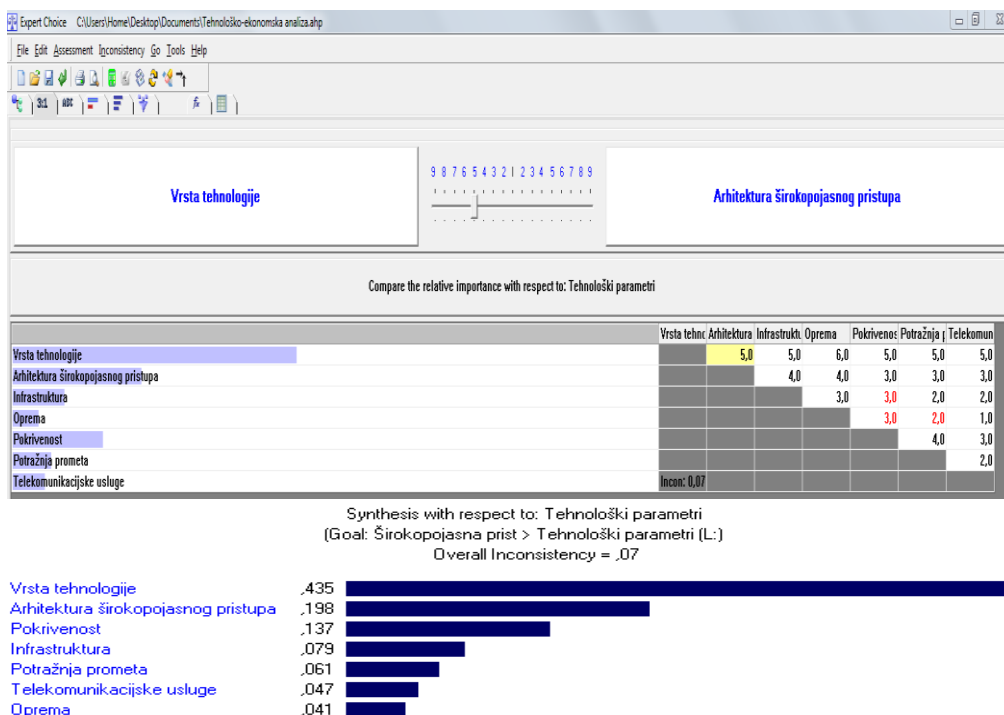 Expert Choice C:\Users\Home\Desktop\Documents\Tehnološko-ekonomska analiza.ahp
File Edit Assessment Inconsistency Go Tools Help
3:1 ABC fx
9 8 7 6 5 4 3 2 1 2 3 4 5 6 7 8 9
Vrsta tehnologije Arhitektura širokopojasnog pristupa
Compare the relative importance with respect to: Tehnološki parametri
Vrsta tehnc Arhitektura Infrastruktu Oprema Pokrivenos Potražnja p Telekomun
Vrsta tehnologije 5,0 5,0 6,0 5,0 5,0 5,0
Arhitektura širokopojasnog pristupa 4,0 4,0 3,0 3,0 3,0
Infrastruktura 3,0 3,0 2,0 2,0
Oprema 3,0 2,0 1,0
Pokrivenost 4,0 3,0
Potražnja prometa 2,0
Telekomunikacijske usluge Incon: 0,07
Synthesis with respect to: Tehnološki parametri
(Goal: Širokopojasna prist > Tehnološki parametri (L:)
Overall Inconsistency = ,07
Vrsta tehnologije ,435
Arhitektura širokopojasnog pristupa ,198
Pokrivenost ,137
Infrastruktura ,079
Potražnja prometa ,061
Telekomunikacijske usluge ,047
Oprema ,041